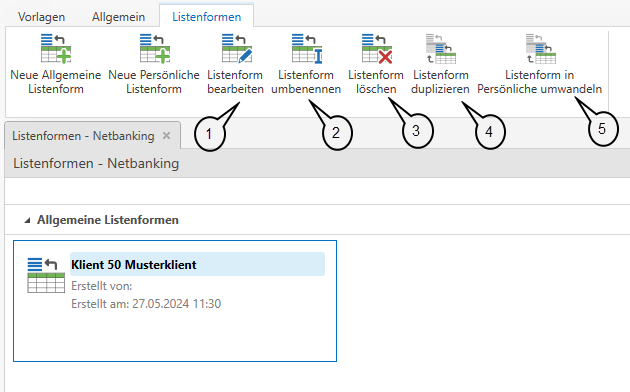 Vorlagen Allgemein Listenformen
Neue Allgemeine Listenform
Neue Persönliche Listenform
Listenform bearbeiten
Listenform umbenennen
Listenform löschen
Listenform duplizieren
Listenform in Persönliche umwandeln
1 2 3 4 5
Listenformen - Netbanking ×
Listenformen - Netbanking
Allgemeine Listenformen
Klient 50 Musterklient
Erstellt von:
Erstellt am: 27.05.2024 11:30